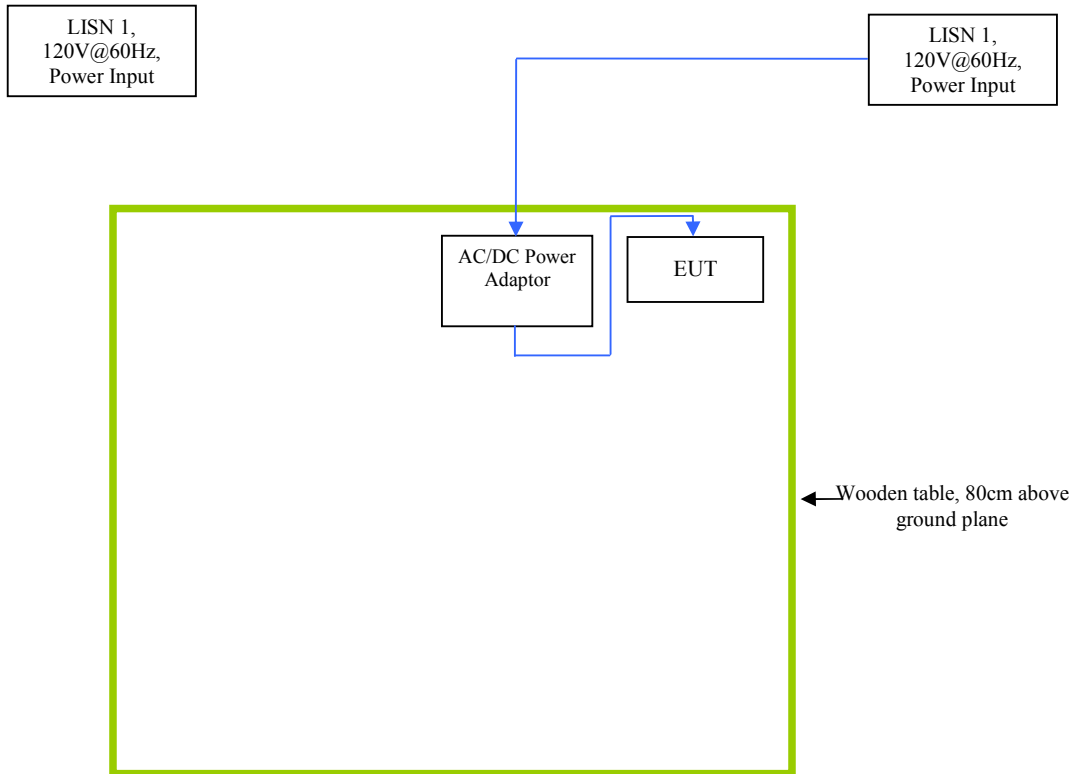 LISN 1,
120V@60Hz,
Power Input
LISN 1,
120V@60Hz,
Power Input
AC/DC Power
Adaptor
EUT
Wooden table, 80cm above
ground plane